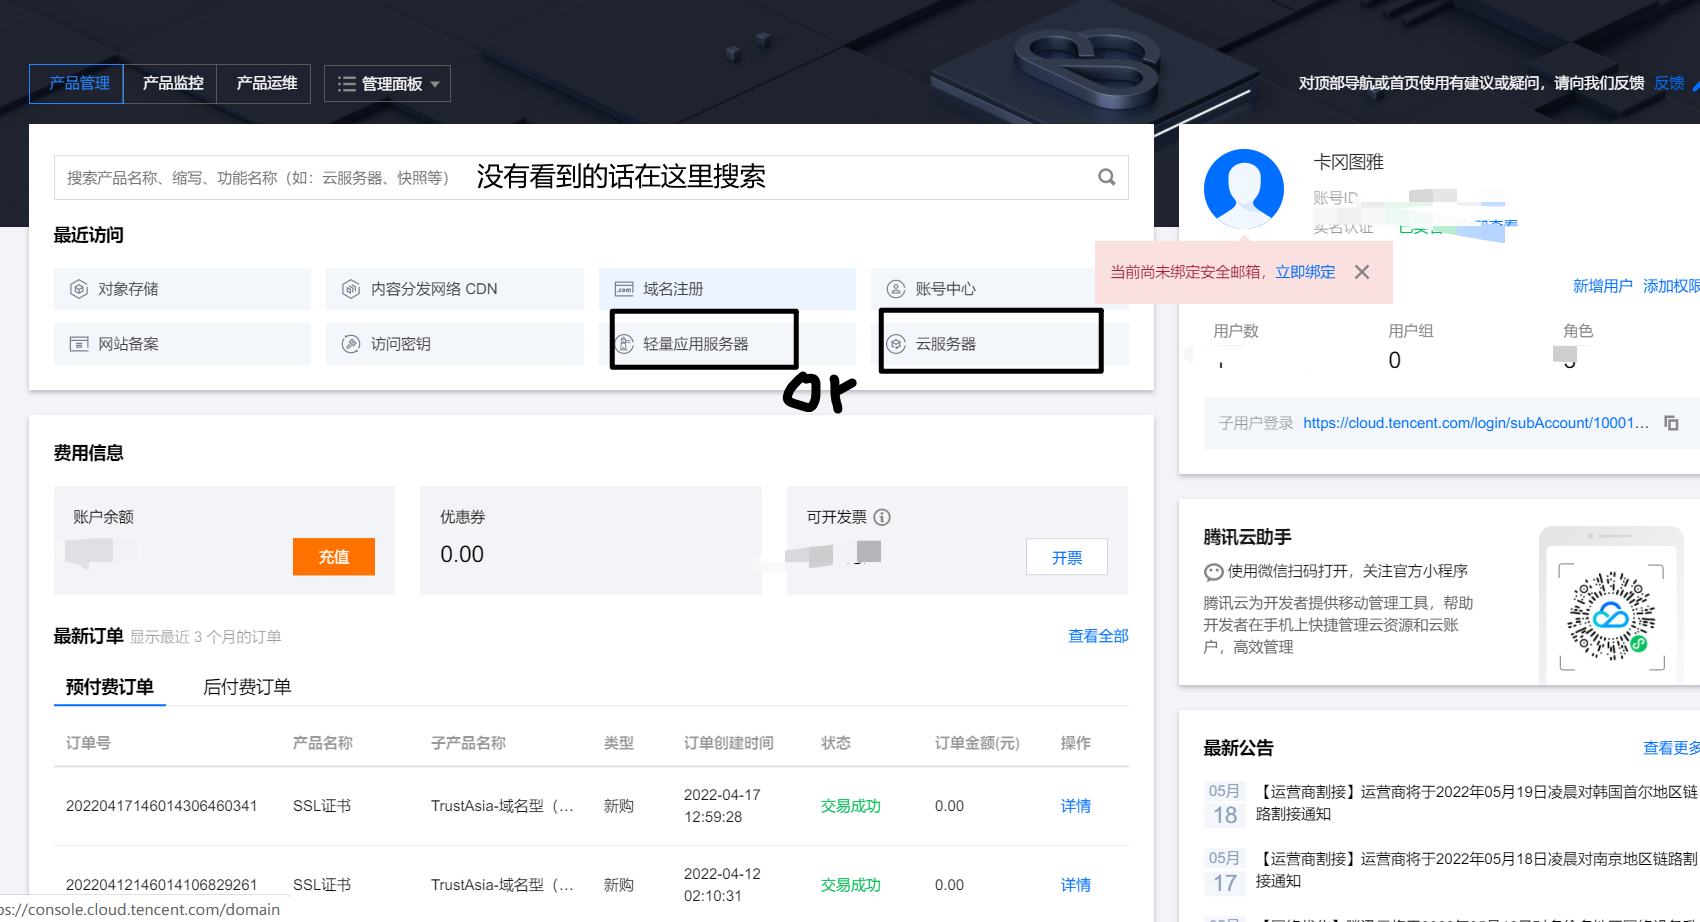 产品管理 产品监控 产品运维 管理面板
对顶部导航或首页使用有建议或疑问，请向我们反馈 反馈
搜索产品名称、缩写、功能名称（如：云服务器、快照等） 没有看到的话在这里搜索
最近访问
对象存储 内容分发网络 CDN 域名注册 账号中心
网站备案 访问密钥 轻量应用服务器 云服务器
or
费用信息
账户余额 优惠券 可开发票
充值 0.00 开票
最新订单 显示最近 3 个月的订单 查看全部
预付费订单 后付费订单
订单号 产品名称 子产品名称 类型 订单创建时间 状态 订单金额(元) 操作
20220417146014306460341 SSL证书 TrustAsia-域名型（... 新购 2022-04-17 12:59:28 交易成功 0.00 详情
20220412146014106829261 SSL证书 TrustAsia-域名型（... 新购 2022-04-12 02:10:31 交易成功 0.00 详情
ps://console.cloud.tencent.com/domain
卡冈图雅
账号ID
实名认证
当前尚未绑定安全邮箱，立即绑定
新增用户 添加权限
用户数 用户组 角色
0
子用户登录 https://cloud.tencent.com/login/subAccount/10001...
腾讯云助手
使用微信扫码打开，关注官方小程序
腾讯云为开发者提供移动管理工具，帮助
开发者在手机上快捷管理云资源和云账
户，高效管理
最新公告 查看更多
05月 18 【运营商割接】运营商将于2022年05月19日凌晨对韩国首尔地区链
路割接通知
05月 17 【运营商割接】运营商将于2022年05月18日凌晨对南京地区链路割
接通知